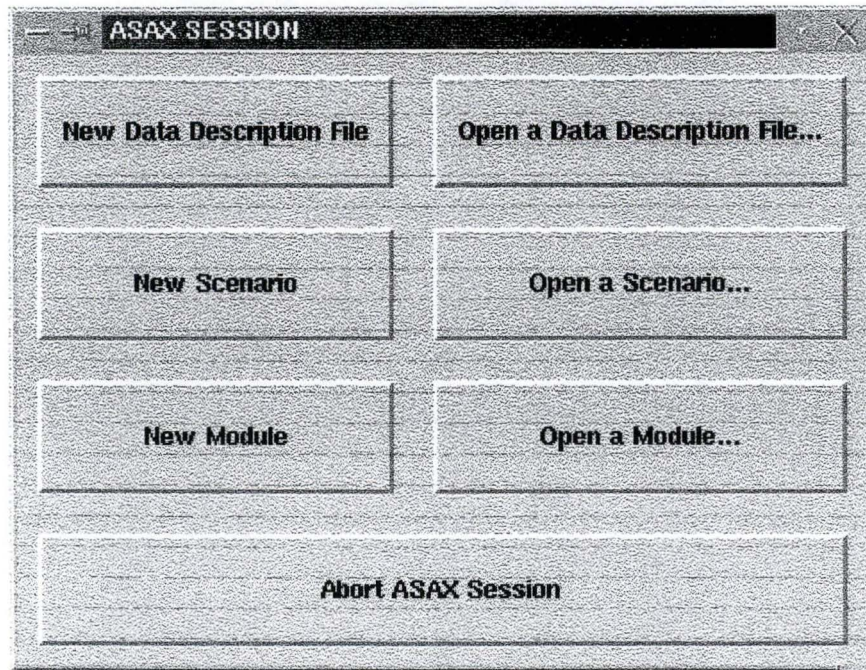 ASAX SESSION
New Data Description File
Open a Data Description File...
New Scenario
Open a Scenario...
New Module
Open a Module...
Abort ASAX Session